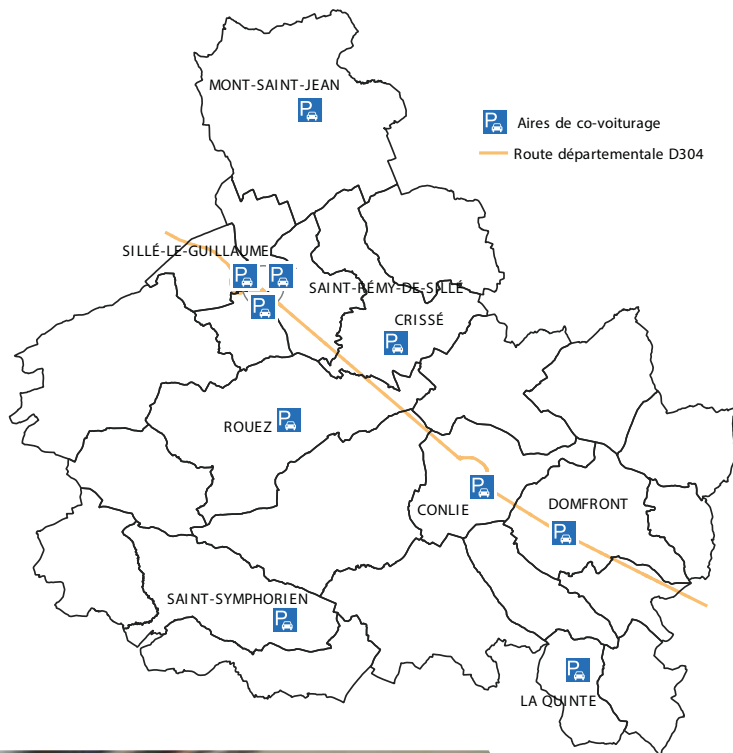 MONT-SAINT-JEAN
P
P Aires de co-voiturage
Route départementale D304
SILLÉ-LE-GUILLAUME
P P
P
SAINT-RÉMY-DE-SILLÉ
CRISSÉ
P
ROUEZ P
P
CONLIE
DOMFRONT
P
SAINT-SYMPHORIEN
P
P
LA QUINTE